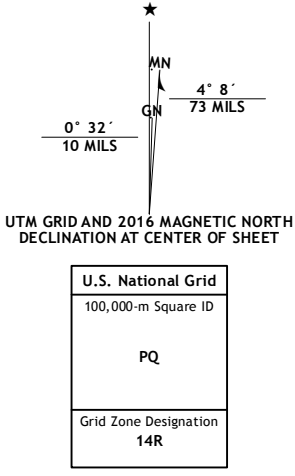 ★
MN
4° 8´
73 MILS
GN
0° 32´
10 MILS
UTM GRID AND 2016 MAGNETIC NORTH
DECLINATION AT CENTER OF SHEET
U.S. National Grid
100,000-m Square ID
PQ
Grid Zone Designation
14R